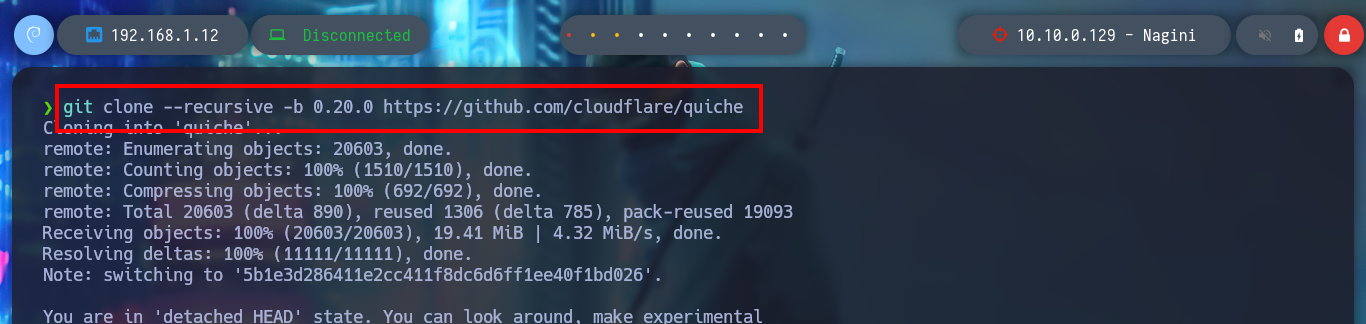 192.168.1.12 Disconnected 10.10.0.129 - Nagini
❯ git clone --recursive -b 0.20.0 https://github.com/cloudflare/quiche
Cloning into 'quiche'...
remote: Enumerating objects: 20603, done.
remote: Counting objects: 100% (1510/1510), done.
remote: Compressing objects: 100% (692/692), done.
remote: Total 20603 (delta 890), reused 1306 (delta 785), pack-reused 19093
Receiving objects: 100% (20603/20603), 19.41 MiB | 4.32 MiB/s, done.
Resolving deltas: 100% (11111/11111), done.
Note: switching to '5b1e3d286411e2cc411f8dc6d6ff1ee40f1bd026'.
You are in 'detached HEAD' state. You can look around, make experimental